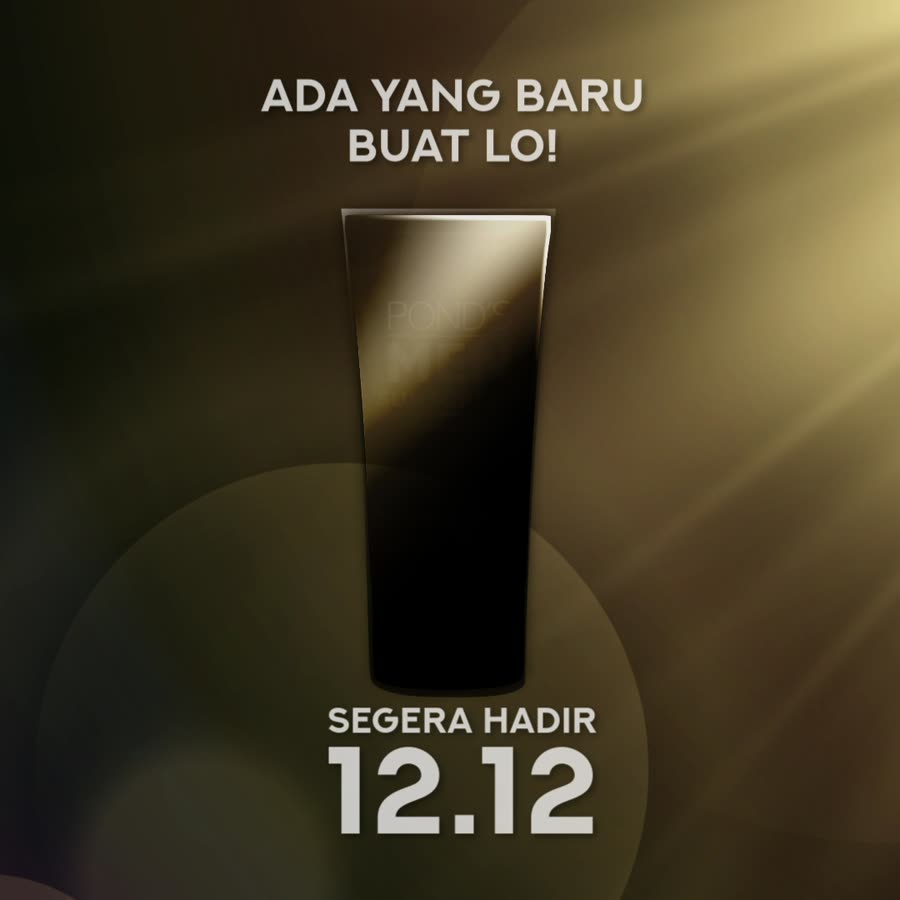 ADA YANG BARU
BUAT LO!
POND'S
SEGERA HADIR
12.12